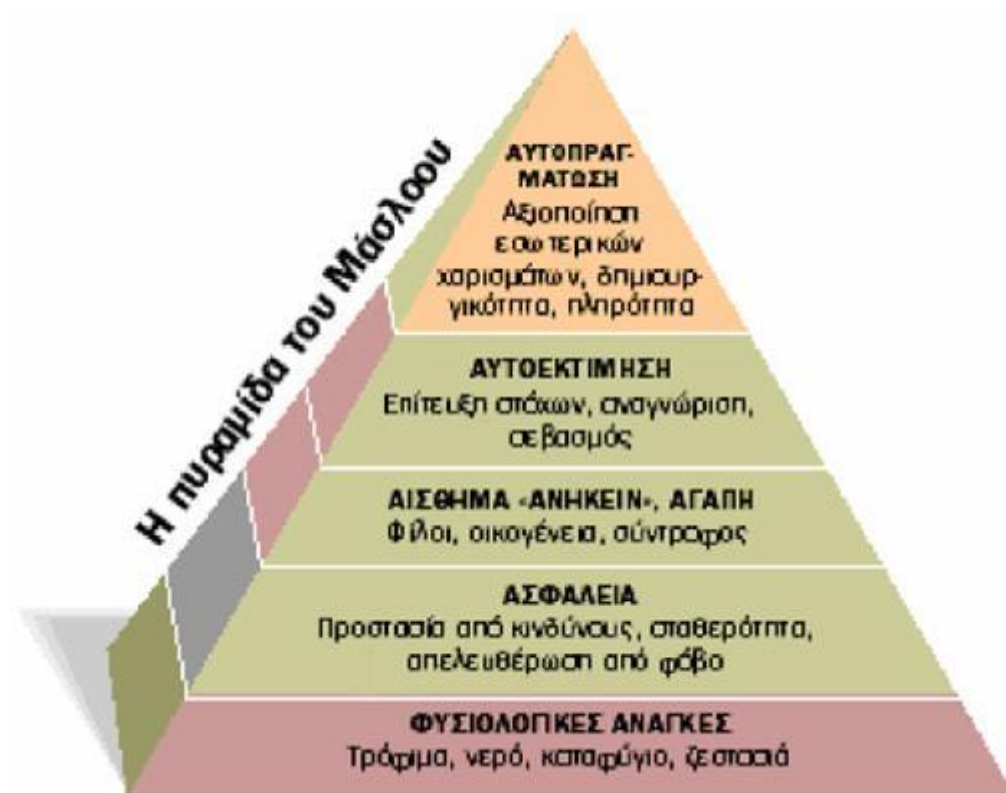 Η πυραμίδα του Μάσλοου
ΑΥΤΟΠΡΑΓ-
ΜΑΤΩΣΗ
Αξιοποίηση
εσωτερικών
χαρισμάτων, δημιουρ-
γικότητα, πληρότητα
ΑΥΤΟΕΚΤΙΜΗΣΗ
Επίτευξη στόχων, αναγνώριση,
σεβασμός
ΑΙΣΘΗΜΑ «ΑΝΗΚΕΙΝ», ΑΓΑΠΗ
Φίλοι, οικογένεια, σύντροφος
ΑΣΦΑΛΕΙΑ
Προστασία από κινδύνους, σταθερότητα,
απελευθέρωση από φόβο
ΦΥΣΙΟΛΟΓΙΚΕΣ ΑΝΑΓΚΕΣ
Τρόφιμα, νερό, καταφύγιο, ζεστασιά